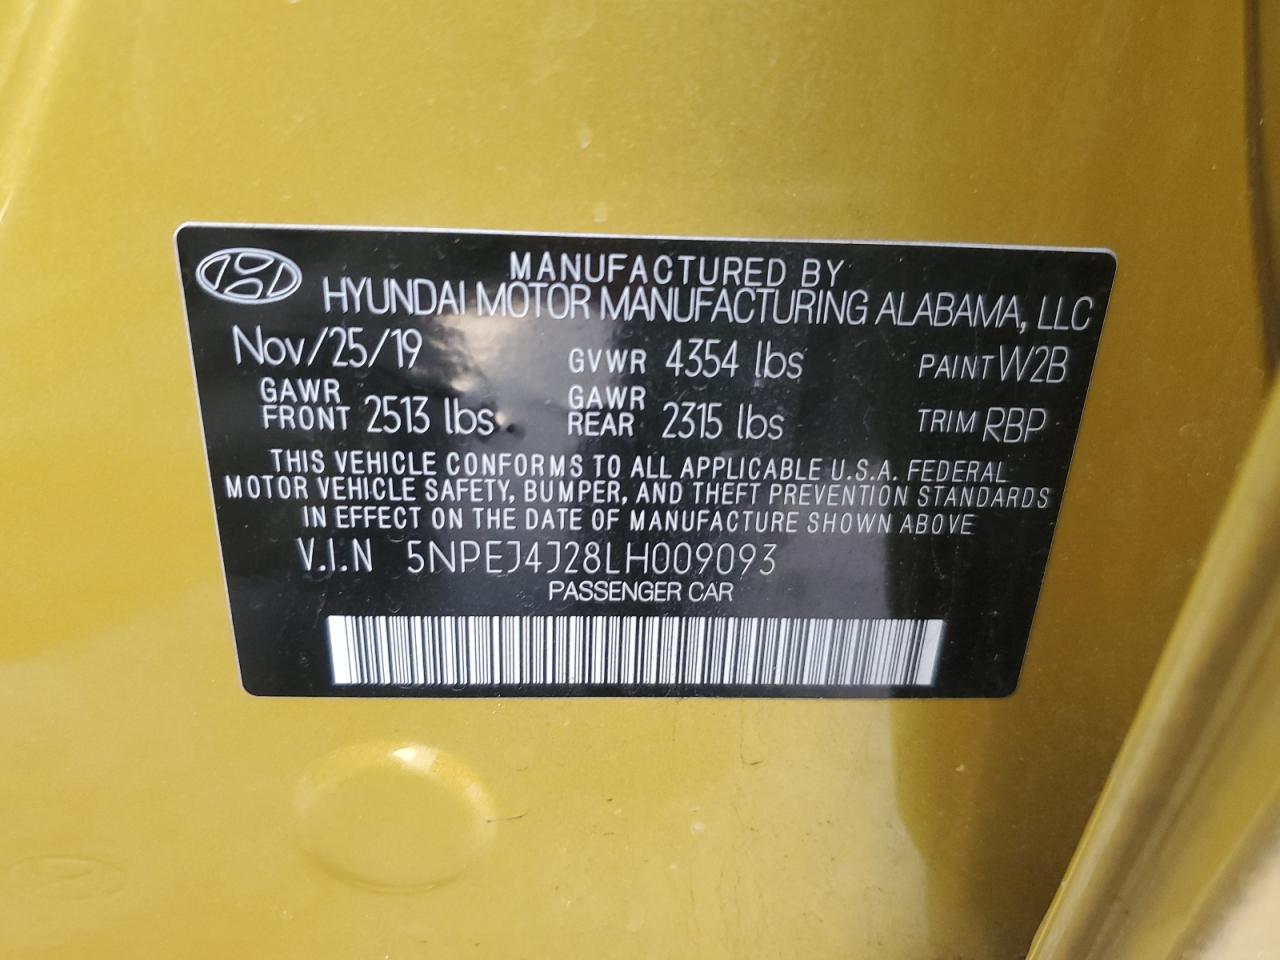 MANUFACTURED BY
HYUNDAI MOTOR MANUFACTURING ALABAMA, LLC
Nov/25/19 GVWR 4354 lbs PAINT W2B
GAWR FRONT 2513 lbs GAWR REAR 2315 lbs TRIM RBP
THIS VEHICLE CONFORMS TO ALL APPLICABLE U.S.A. FEDERAL
MOTOR VEHICLE SAFETY, BUMPER, AND THEFT PREVENTION STANDARDS
IN EFFECT ON THE DATE OF MANUFACTURE SHOWN ABOVE
V.I.N 5NPEJ4J28LH009093
PASSENGER CAR